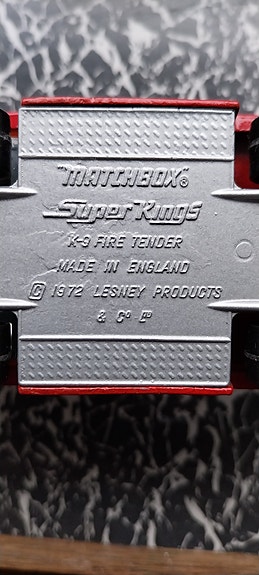 "MATCHBOX"®
Super Kings
K-9 FIRE TENDER
MADE IN ENGLAND
© 1972 LESNEY PRODUCTS
& Co LTD